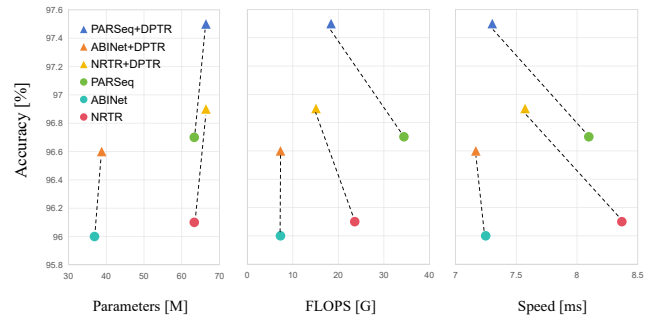 97.6
97.4
97.2
97
96.8
96.6
96.4
96.2
96
95.8
Accuracy [%]
PARSeq+DPTR
ABINet+DPTR
NRTR+DPTR
PARSeq
ABINet
NRTR
30 40 50 60 70
0 10 20 30 40
7 7.5 8 8.5
Parameters [M]
FLOPS [G]
Speed [ms]